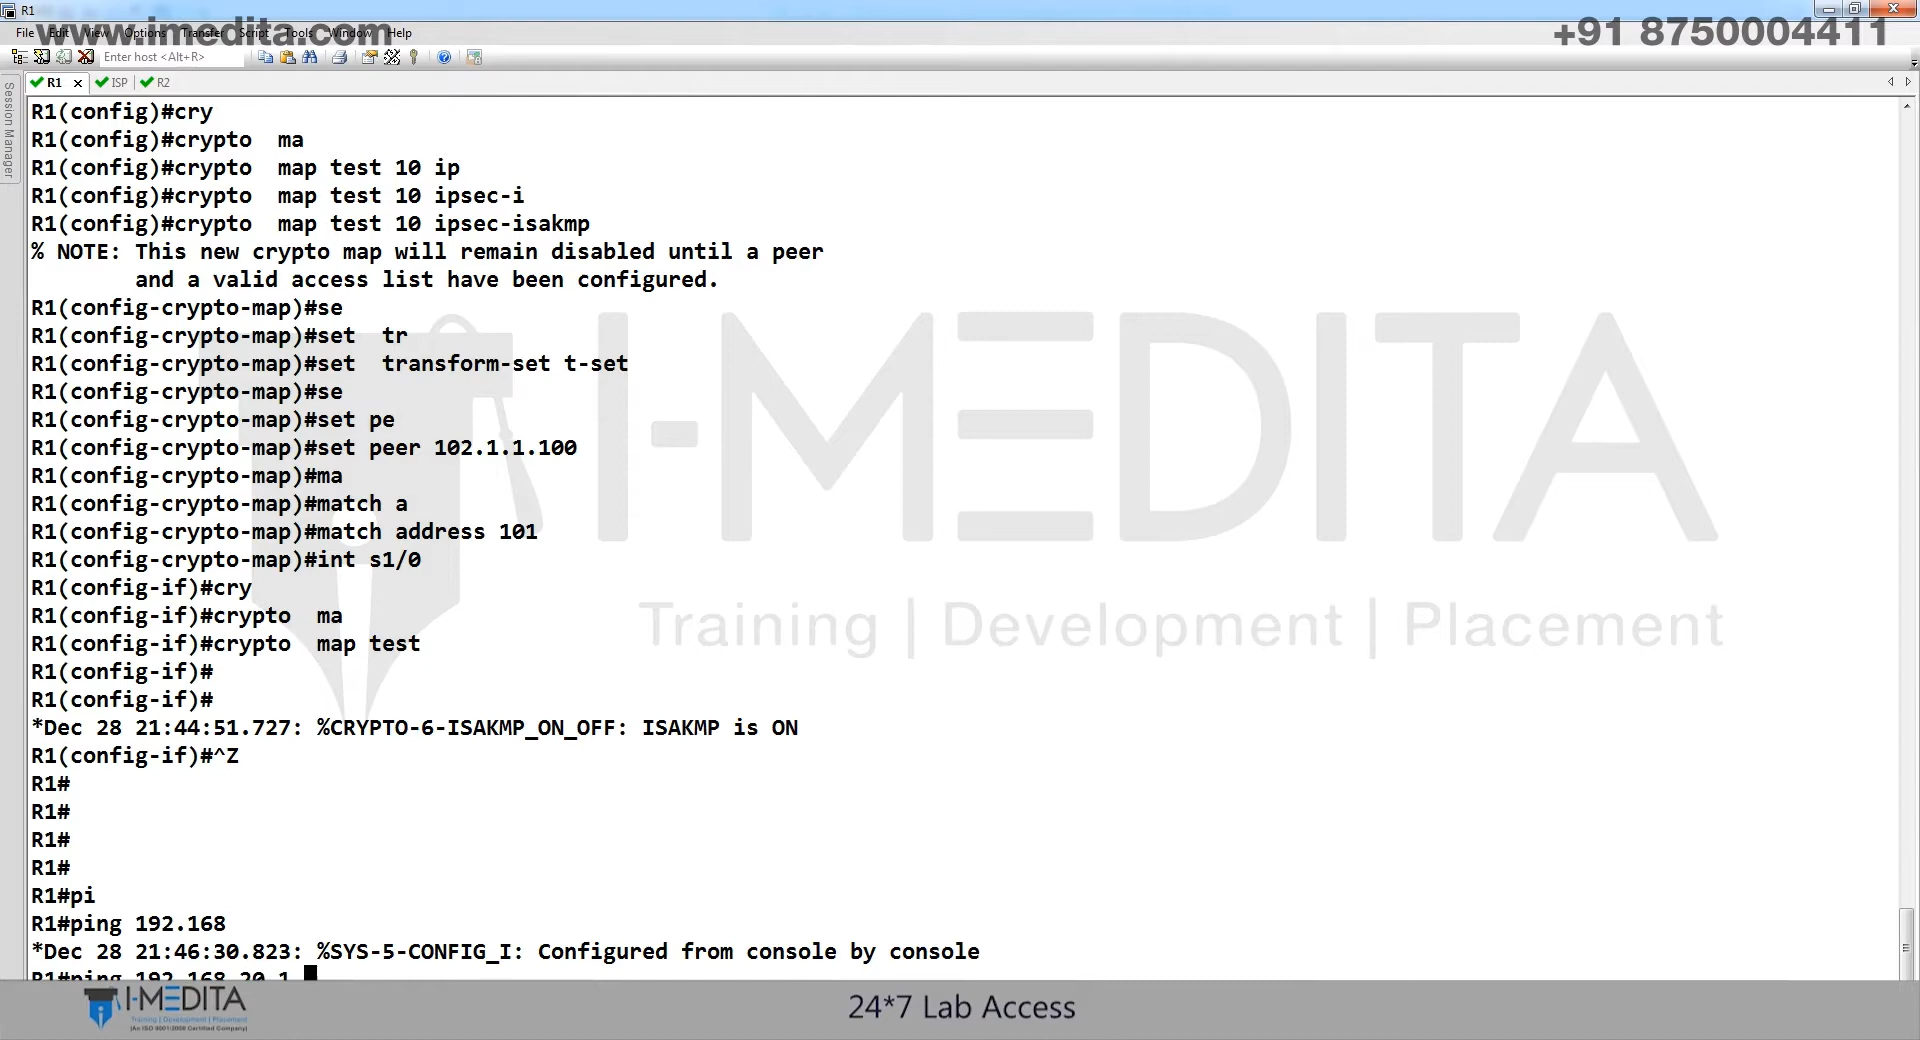 R1
www.imedita.com
+91 8750004411
File Edit View Options Transfer Script Tools Window Help
Enter host <Alt+R>
R1 ISP R2
Session Manager
R1(config)#cry
R1(config)#crypto  ma
R1(config)#crypto  map test 10 ip
R1(config)#crypto  map test 10 ipsec-i
R1(config)#crypto  map test 10 ipsec-isakmp
% NOTE: This new crypto map will remain disabled until a peer
        and a valid access list have been configured.
R1(config-crypto-map)#se
R1(config-crypto-map)#set  tr
R1(config-crypto-map)#set  transform-set t-set
R1(config-crypto-map)#se
R1(config-crypto-map)#set pe
R1(config-crypto-map)#set peer 102.1.1.100
R1(config-crypto-map)#ma
R1(config-crypto-map)#match a
R1(config-crypto-map)#match address 101
R1(config-crypto-map)#int s1/0
R1(config-if)#cry
R1(config-if)#crypto  ma
R1(config-if)#crypto  map test
R1(config-if)#
R1(config-if)#
*Dec 28 21:44:51.727: %CRYPTO-6-ISAKMP_ON_OFF: ISAKMP is ON
R1(config-if)#^Z
R1#
R1#
R1#
R1#
R1#pi
R1#ping 192.168
*Dec 28 21:46:30.823: %SYS-5-CONFIG_I: Configured from console by console
R1#ping 192.168.20.1
I-MEDITA
Training | Development | Placement
I-MEDITA
Training | Development | Placement
(An ISO 9001:2008 Certified Company)
24*7 Lab Access